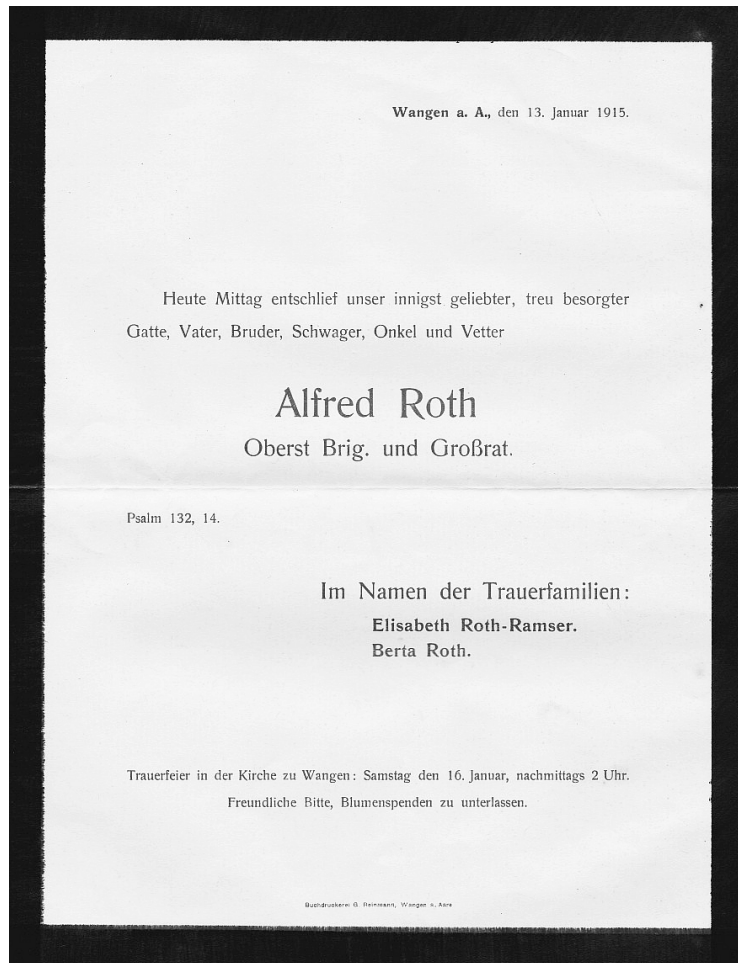 Wangen a. A., den 13. Januar 1915.
Heute Mittag entschlief unser innigst geliebter, treu besorgter
Gatte, Vater, Bruder, Schwager, Onkel und Vetter
Alfred Roth
Oberst Brig. und Großrat.
Psalm 132, 14.
Im Namen der Trauerfamilien:
Elisabeth Roth-Ramser.
Berta Roth.
Trauerfeier in der Kirche zu Wangen: Samstag den 16. Januar, nachmittags 2 Uhr.
Freundliche Bitte, Blumenspenden zu unterlassen.
Buchdruckerei G. Reinmann, Wangen a. Aare